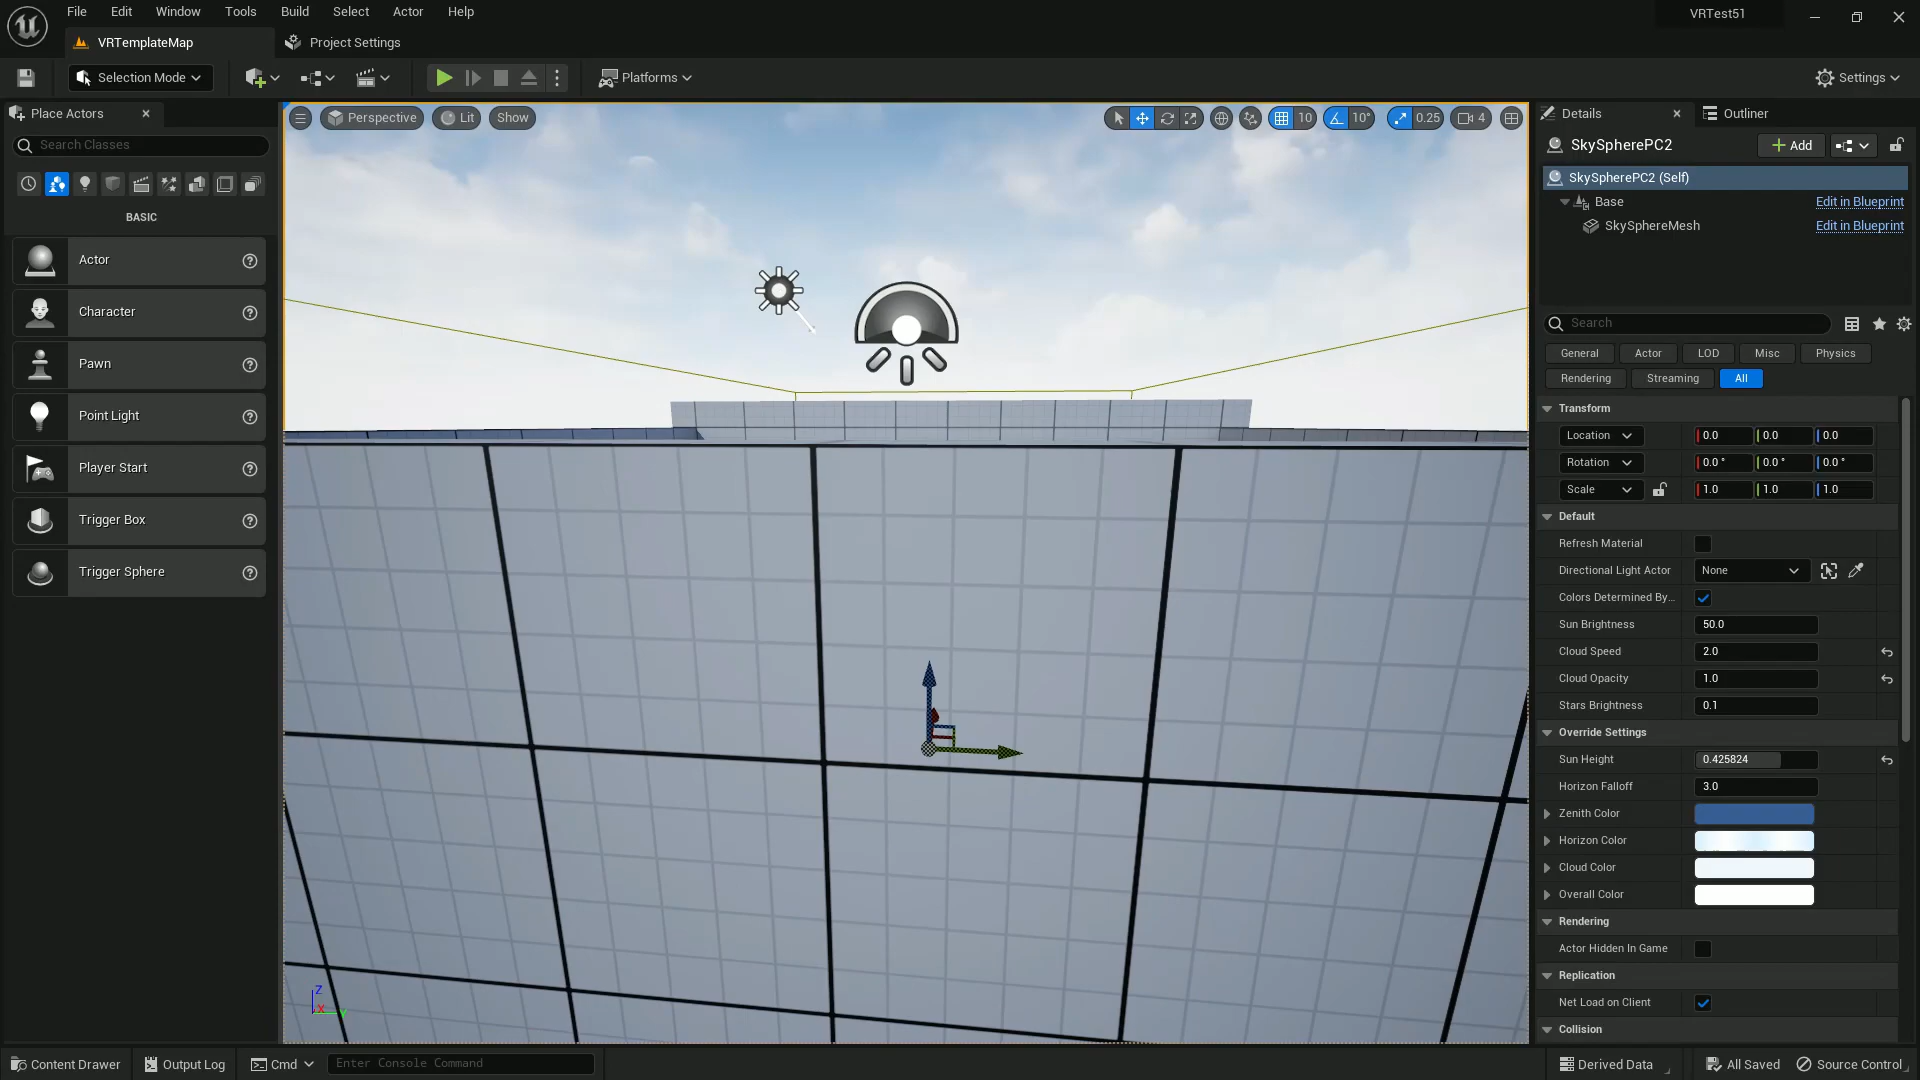 File Edit Window Tools Build Select Actor Help
VRTest51
VRTemplateMap
Project Settings
Selection Mode
Platforms
Settings
Place Actors
Search Classes
BASIC
Actor
Character
Pawn
Point Light
Player Start
Trigger Box
Trigger Sphere
Perspective
Lit
Show
10
10°
0.25
4
Z
X
Y
Details
Outliner
SkySpherePC2
Add
SkySpherePC2 (Self)
Base Edit in Blueprint
SkySphereMesh Edit in Blueprint
Search
General Actor LOD Misc Physics
Rendering Streaming All
Transform
Location 0.0 0.0 0.0
Rotation 0.0 ° 0.0 ° 0.0 °
Scale 1.0 1.0 1.0
Default
Refresh Material
Directional Light Actor None
Colors Determined By...
Sun Brightness 50.0
Cloud Speed 2.0
Cloud Opacity 1.0
Stars Brightness 0.1
Override Settings
Sun Height 0.425824
Horizon Falloff 3.0
Zenith Color
Horizon Color
Cloud Color
Overall Color
Rendering
Actor Hidden In Game
Replication
Net Load on Client
Collision
Content Drawer
Output Log
Cmd
Enter Console Command
Derived Data
All Saved
Source Control